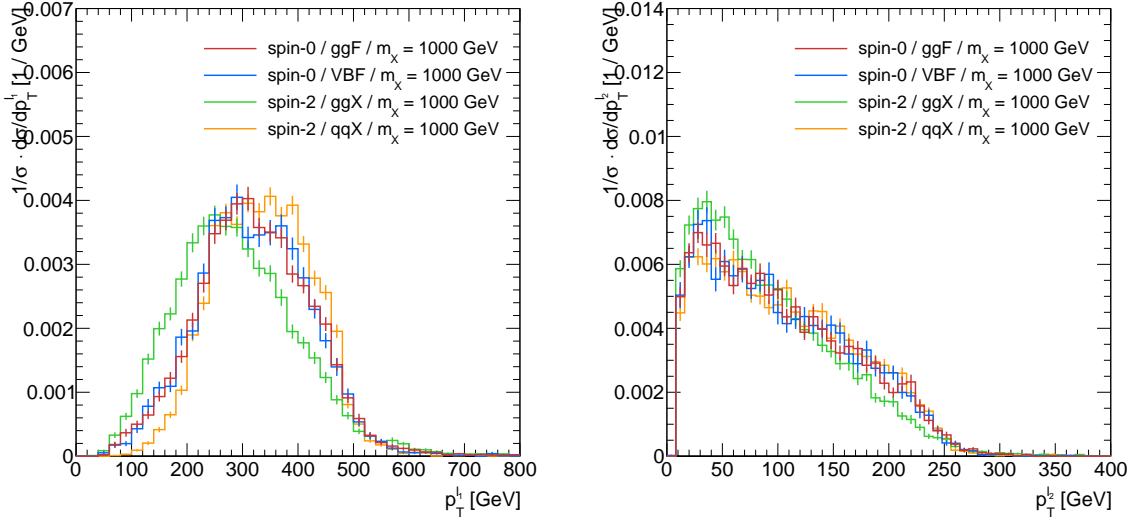 1/σ · dσ/dp_T^{l_1} [1 / GeV]
0.007
0.006
0.005
0.004
0.003
0.002
0.001
0
spin-0 / ggF / m_X = 1000 GeV
spin-0 / VBF / m_X = 1000 GeV
spin-2 / ggX / m_X = 1000 GeV
spin-2 / qqX / m_X = 1000 GeV
0 100 200 300 400 500 600 700 800
p_T^{l_1} [GeV]
1/σ · dσ/dp_T^{l_2} [1 / GeV]
0.014
0.012
0.01
0.008
0.006
0.004
0.002
0
spin-0 / ggF / m_X = 1000 GeV
spin-0 / VBF / m_X = 1000 GeV
spin-2 / ggX / m_X = 1000 GeV
spin-2 / qqX / m_X = 1000 GeV
0 50 100 150 200 250 300 350 400
p_T^{l_2} [GeV]